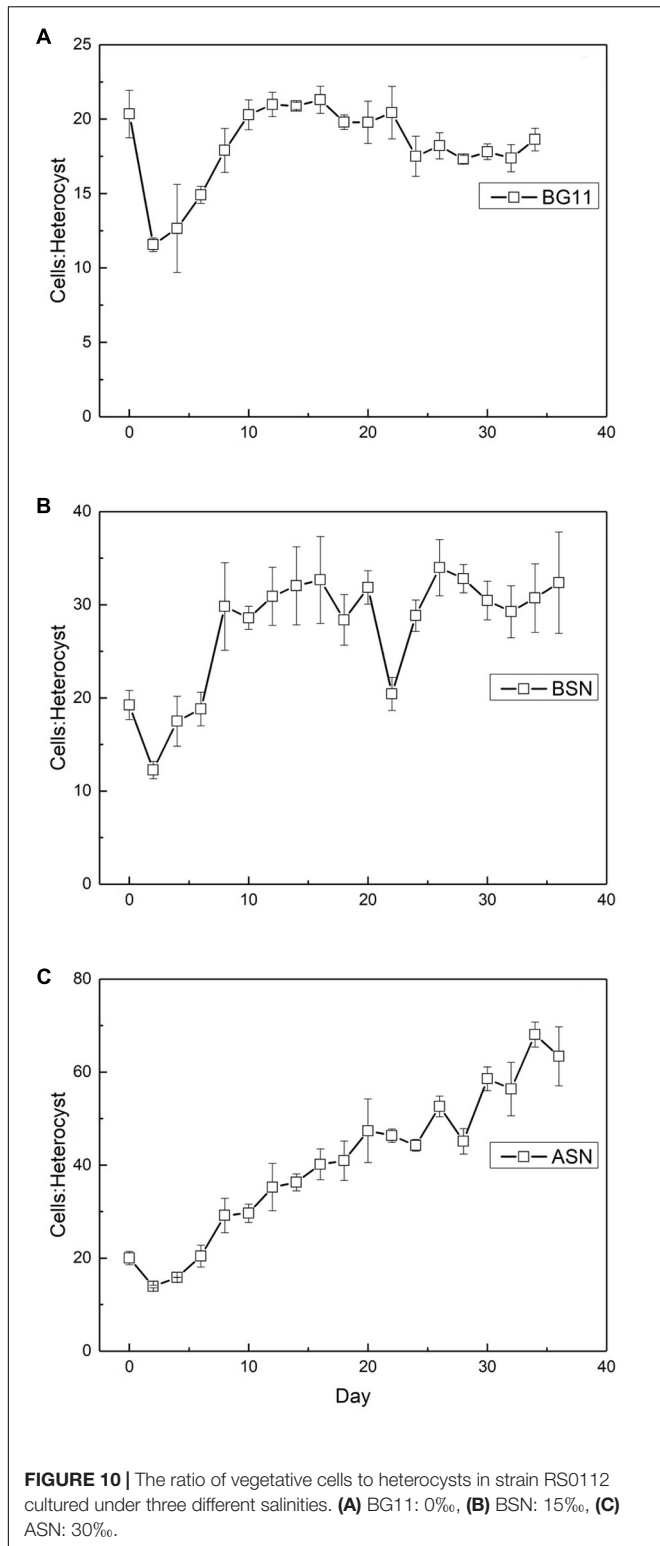 A
25
20
15
10
5
0
Cells:Heterocyst
BG11
0 10 20 30 40
B
40
30
20
10
0
Cells:Heterocyst
BSN
0 10 20 30 40
C
80
60
40
20
0
Cells:Heterocyst
ASN
0 10 20 30 40
Day
FIGURE 10 | The ratio of vegetative cells to heterocysts in strain RS0112
cultured under three different salinities. (A) BG11: 0‰, (B) BSN: 15‰, (C)
ASN: 30‰.